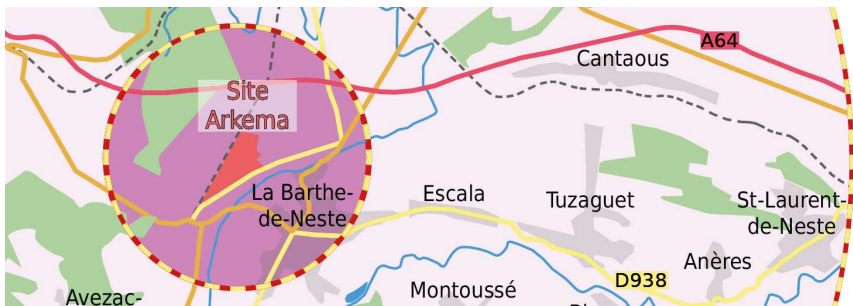 A64
Cantaous
Site
Arkema
La Barthe-
de-Neste
Escala
Tuzaguet
St-Laurent-
de-Neste
Anères
D938
Montoussé
Avezac-